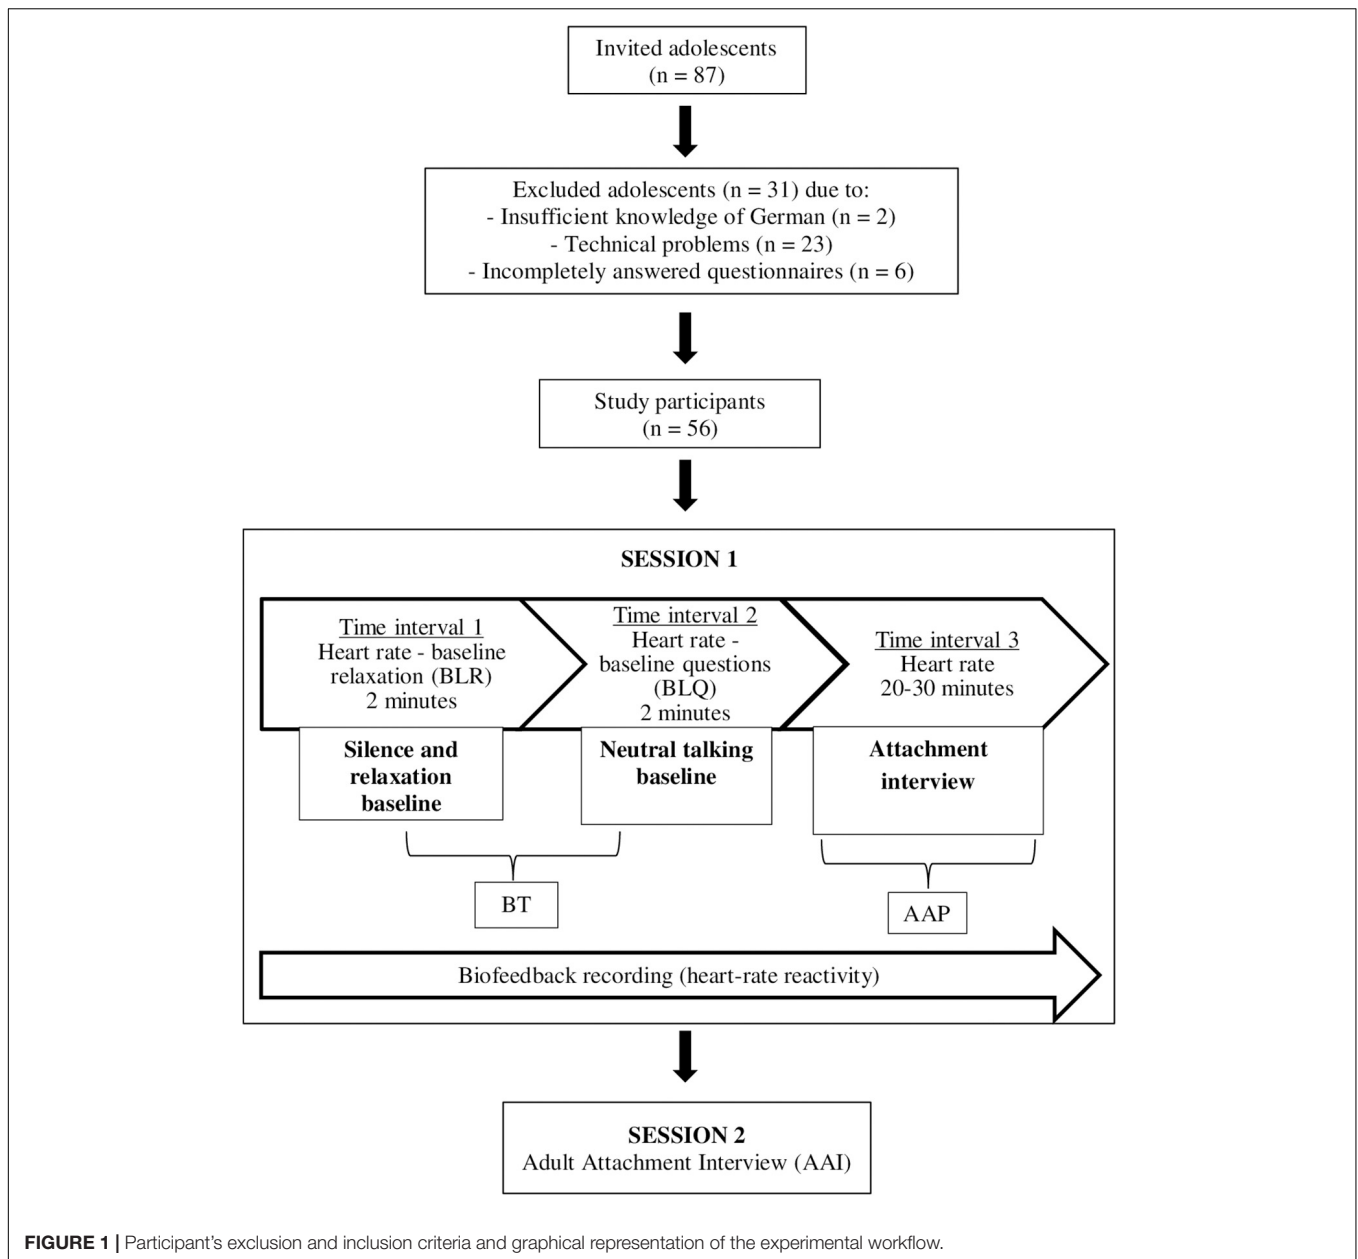 Invited adolescents
(n = 87)
Excluded adolescents (n = 31) due to:
- Insufficient knowledge of German (n = 2)
- Technical problems (n = 23)
- Incompletely answered questionnaires (n = 6)
Study participants
(n = 56)
SESSION 1
Time interval 1
Heart rate - baseline
relaxation (BLR)
2 minutes
Time interval 2
Heart rate -
baseline questions
(BLQ)
2 minutes
Time interval 3
Heart rate
20-30 minutes
Silence and
relaxation
baseline
Neutral talking
baseline
Attachment
interview
BT
AAP
Biofeedback recording (heart-rate reactivity)
SESSION 2
Adult Attachment Interview (AAI)
FIGURE 1 | Participant's exclusion and inclusion criteria and graphical representation of the experimental workflow.